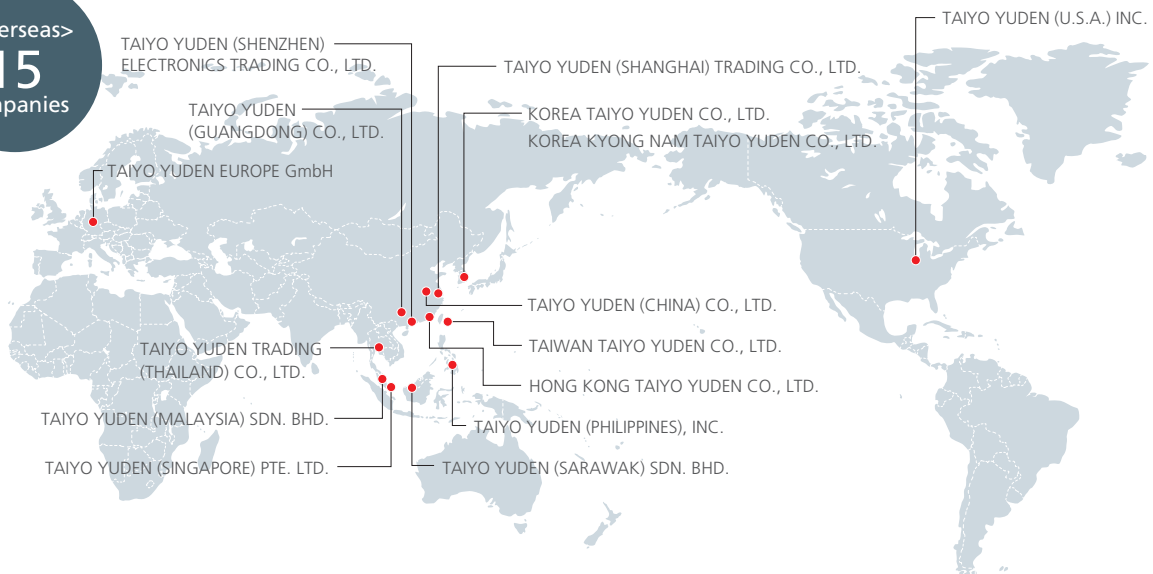 erseas>
15
mpanies
TAIYO YUDEN (U.S.A.) INC.
TAIYO YUDEN (SHENZHEN)
ELECTRONICS TRADING CO., LTD.
TAIYO YUDEN (SHANGHAI) TRADING CO., LTD.
TAIYO YUDEN
(GUANGDONG) CO., LTD.
KOREA TAIYO YUDEN CO., LTD.
KOREA KYONG NAM TAIYO YUDEN CO., LTD.
TAIYO YUDEN EUROPE GmbH
TAIYO YUDEN (CHINA) CO., LTD.
TAIWAN TAIYO YUDEN CO., LTD.
TAIYO YUDEN TRADING
(THAILAND) CO., LTD.
HONG KONG TAIYO YUDEN CO., LTD.
TAIYO YUDEN (MALAYSIA) SDN. BHD.
TAIYO YUDEN (PHILIPPINES), INC.
TAIYO YUDEN (SINGAPORE) PTE. LTD.
TAIYO YUDEN (SARAWAK) SDN. BHD.